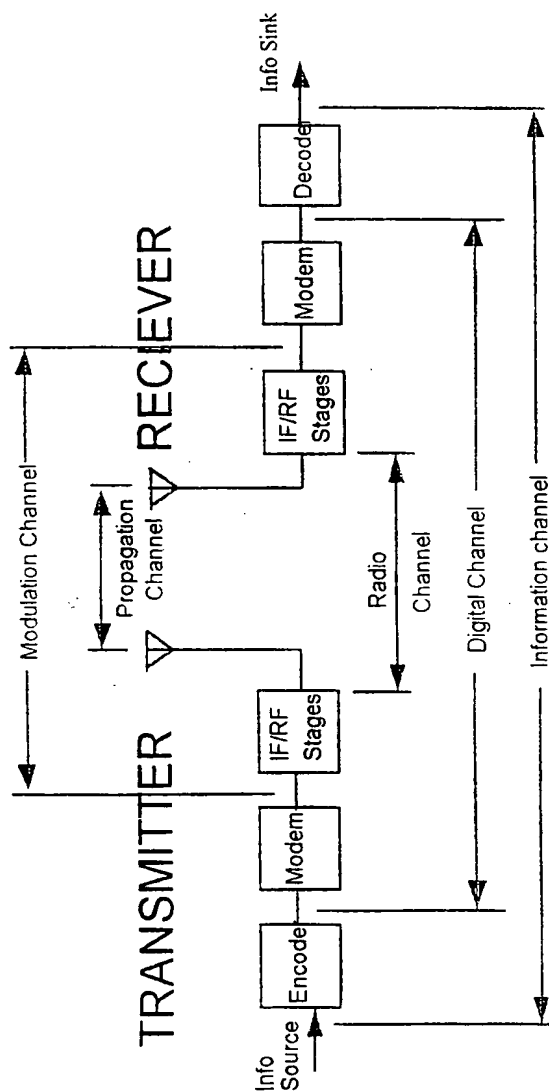 TRANSMITTER
RECIEVER
Modulation Channel
Propagation
Channel
Info
Source
Encode
Modem
IF/RF
Stages
IF/RF
Stages
Modem
Decoder
Info Sink
Radio
Channel
Digital Channel
Information channel